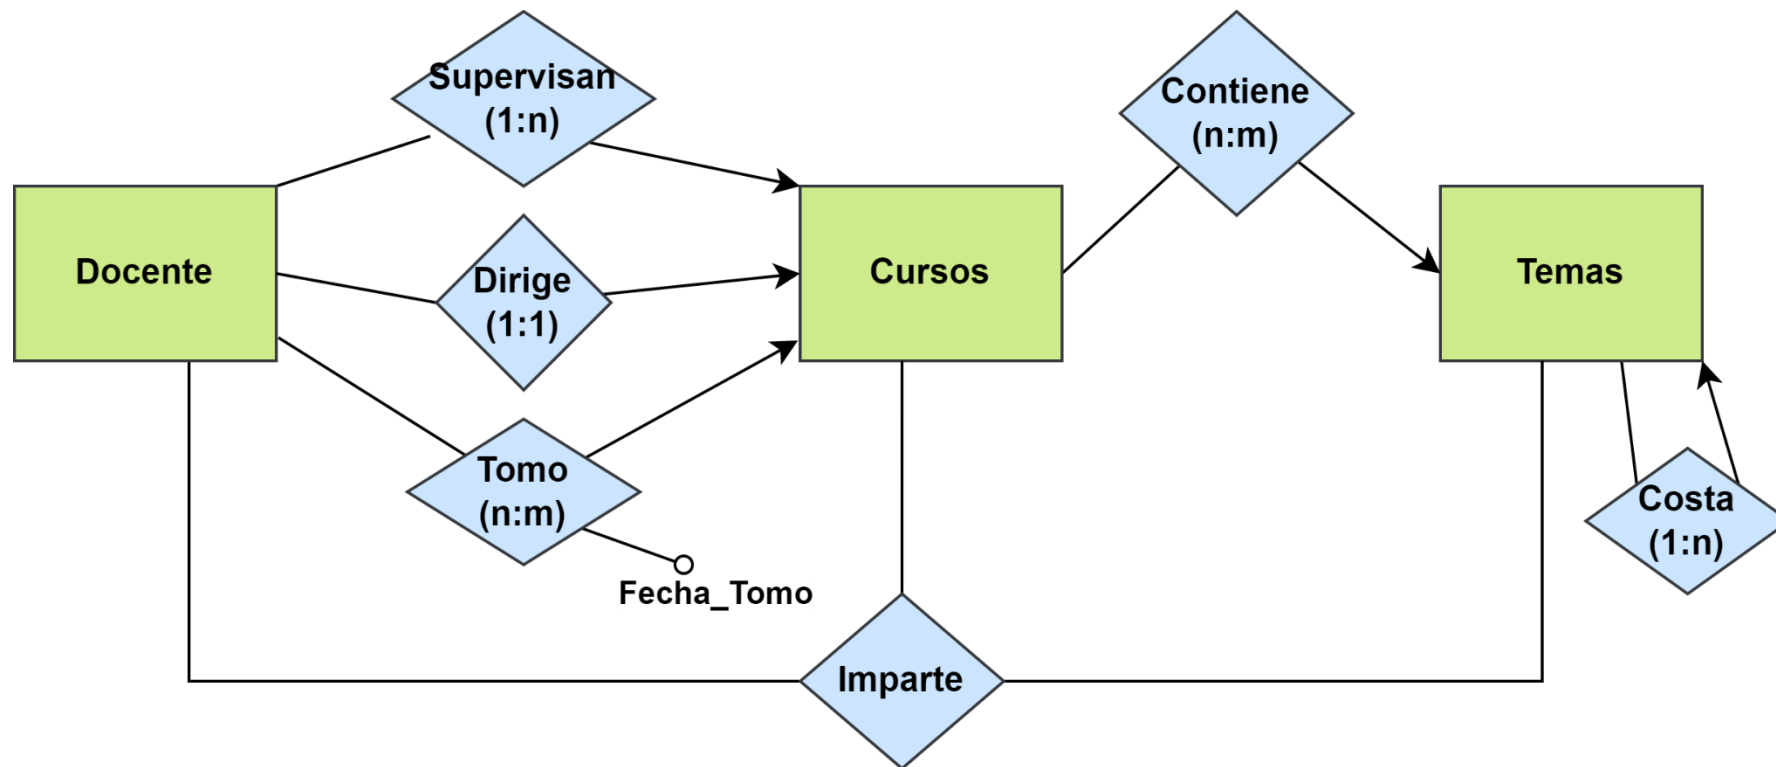 Supervisan
(1:n)
Contiene
(n:m)
Docente
Dirige
(1:1)
Cursos
Temas
Tomo
(n:m)
Fecha_Tomo
Costa
(1:n)
Imparte